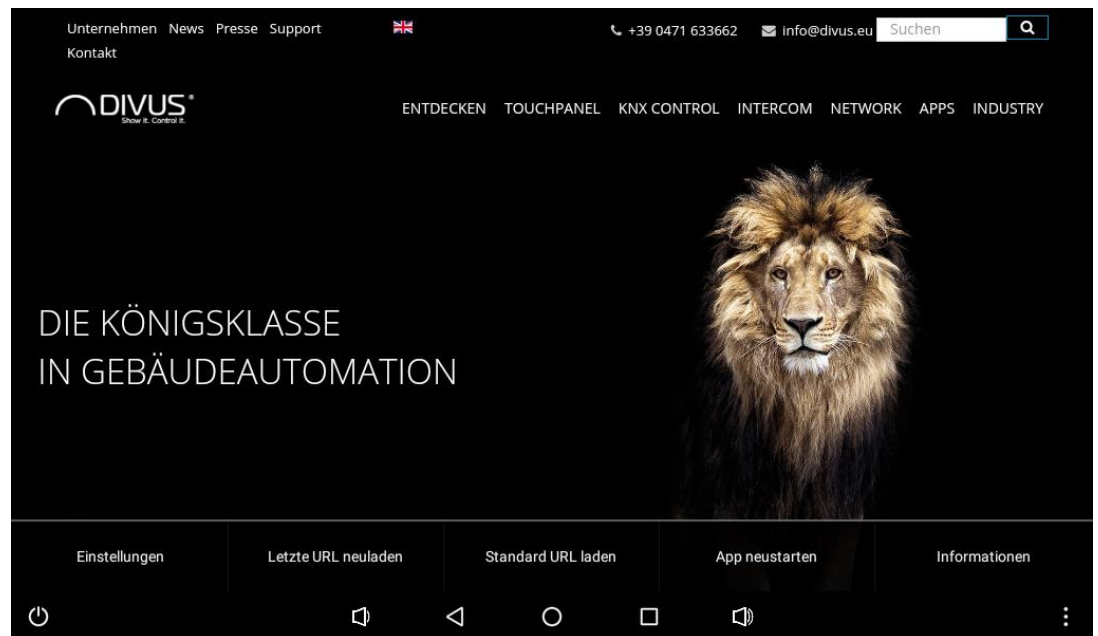 Unternehmen News Presse Support
Kontakt
+39 0471 633662 info@divus.eu Suchen
DIVUS®
Show it. Control it.
ENTDECKEN TOUCHPANEL KNX CONTROL INTERCOM NETWORK APPS INDUSTRY
DIE KÖNIGSKLASSE
IN GEBÄUDEAUTOMATION
Einstellungen Letzte URL neuladen Standard URL laden App neustarten Informationen